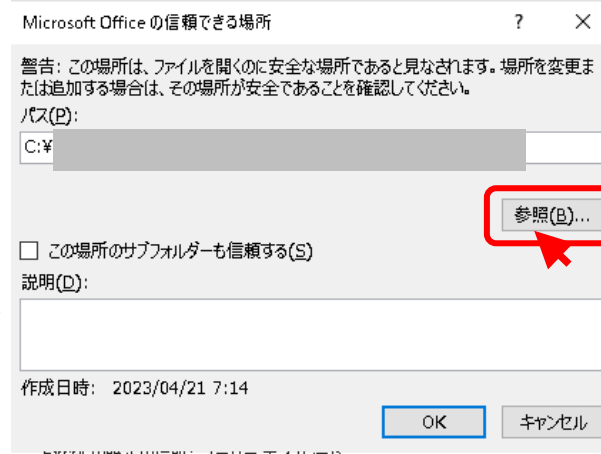 Microsoft Office の信頼できる場所 ? ×
警告: この場所は、ファイルを開くのに安全な場所であると見なされます。場所を変更ま
たは追加する場合は、その場所が安全であることを確認してください。
パス(P):
C:¥
参照(B)...
この場所のサブフォルダーも信頼する(S)
説明(D):
作成日時: 2023/04/21 7:14
OK キャンセル